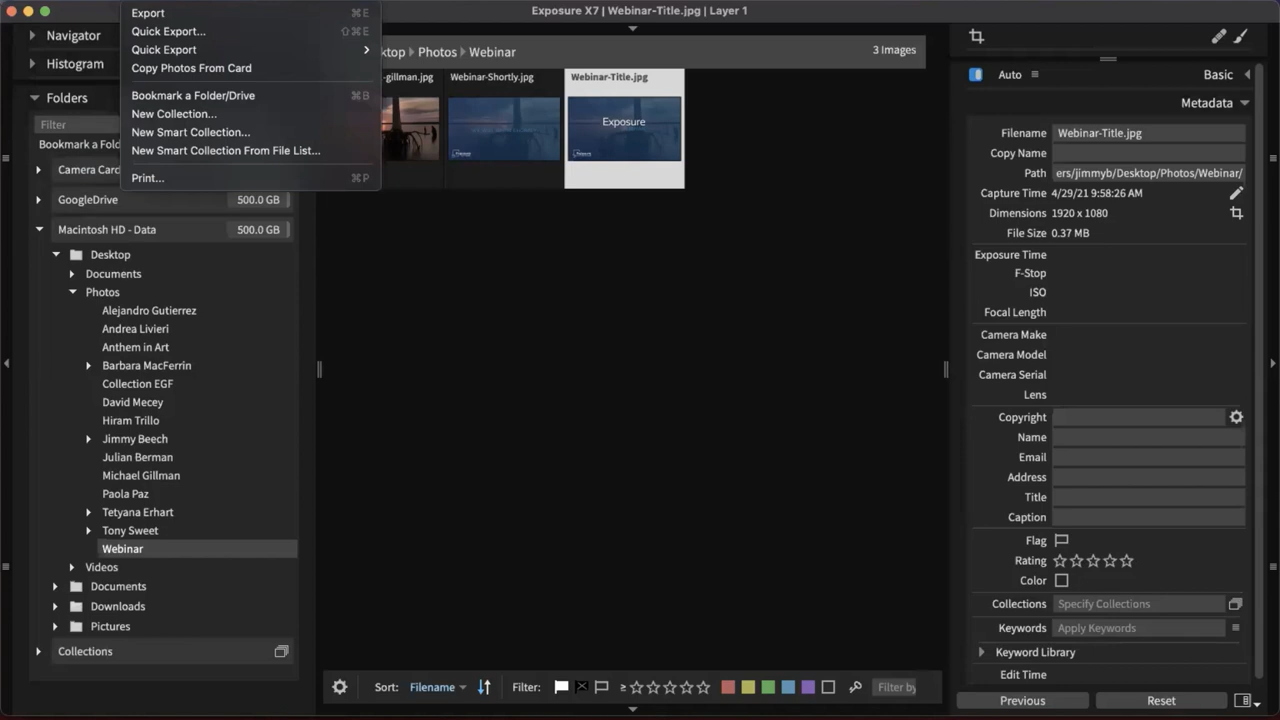 Exposure X7 | Webinar-Title.jpg | Layer 1
Export ⌘E
Quick Export... ⇧⌘E
Quick Export
Copy Photos From Card
Bookmark a Folder/Drive ⌘B
New Collection...
New Smart Collection...
New Smart Collection From File List...
Print... ⌘P
Navigator
Histogram
Folders
Filter
Bookmark a Fold
Camera Card
GoogleDrive 500.0 GB
Macintosh HD - Data 500.0 GB
Desktop
Documents
Photos
Alejandro Gutierrez
Andrea Livieri
Anthem in Art
Barbara MacFerrin
Collection EGF
David Mecey
Hiram Trillo
Jimmy Beech
Julian Berman
Michael Gillman
Paola Paz
Tetyana Erhart
Tony Sweet
Webinar
Videos
Documents
Downloads
Pictures
Collections
ktop Photos Webinar 3 Images
-gillman.jpg Webinar-Shortly.jpg Webinar-Title.jpg
Exposure
Sort: Filename Filter: ≥ Filter by
Auto Basic
Metadata
Filename Webinar-Title.jpg
Copy Name
Path ers/jimmyb/Desktop/Photos/Webinar/
Capture Time 4/29/21 9:58:26 AM
Dimensions 1920 x 1080
File Size 0.37 MB
Exposure Time
F-Stop
ISO
Focal Length
Camera Make
Camera Model
Camera Serial
Lens
Copyright
Name
Email
Address
Title
Caption
Flag
Rating
Color
Collections Specify Collections
Keywords Apply Keywords
Keyword Library
Edit Time
Previous Reset